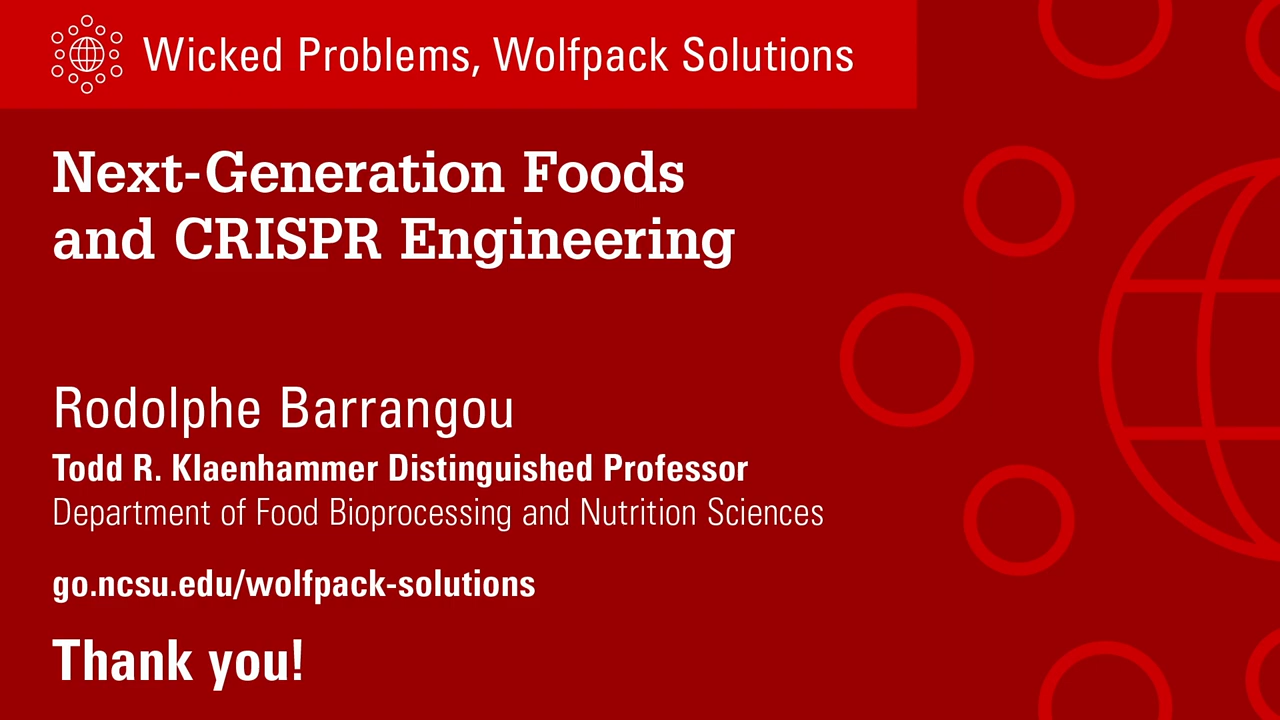 Wicked Problems, Wolfpack Solutions
Next-Generation Foods
and CRISPR Engineering
Rodolphe Barrangou
Todd R. Klaenhammer Distinguished Professor
Department of Food Bioprocessing and Nutrition Sciences
go.ncsu.edu/wolfpack-solutions
Thank you!